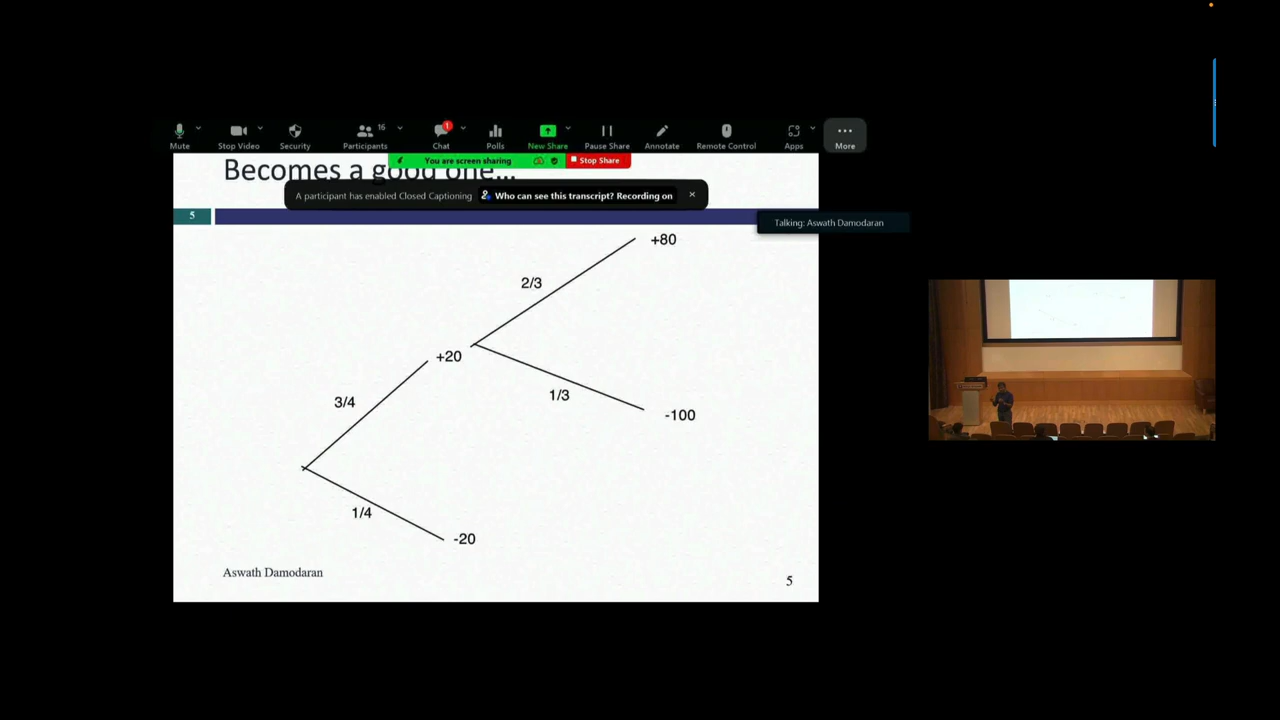 16
1
Mute
Stop Video
Security
Participants
Chat
Polls
New Share
Pause Share
Annotate
Remote Control
Apps
More
You are screen sharing
Stop Share
Becomes a good one...
A participant has enabled Closed Captioning
Who can see this transcript? Recording on
5
Talking: Aswath Damodaran
+80
2/3
+20
3/4
1/3
-100
1/4
-20
Aswath Damodaran
5